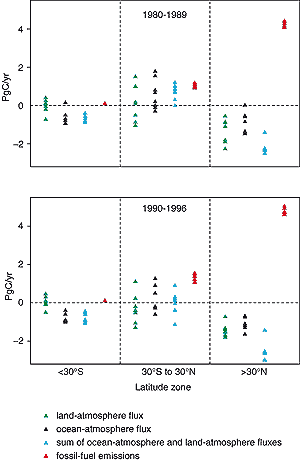 1980-1989
PgC/yr
4
2
0
−2
1990-1996
PgC/yr
4
2
0
−2
<30°S
30°S to 30°N
>30°N
Latitude zone
land-atmosphere flux
ocean-atmosphere flux
sum of ocean-atmosphere and land-atmosphere fluxes
fossil-fuel emissions